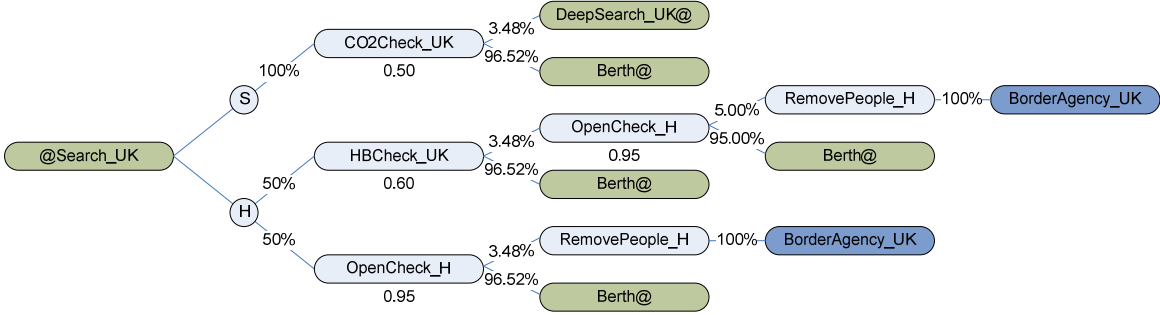 DeepSearch_UK@
3.48%
CO2Check_UK
96.52%
0.50
Berth@
100%
S
RemovePeople_H
100%
BorderAgency_UK
5.00%
OpenCheck_H
3.48%
95.00%
@Search_UK
HBCheck_UK
0.95
Berth@
96.52%
50%
0.60
Berth@
H
50%
RemovePeople_H
100%
BorderAgency_UK
3.48%
OpenCheck_H
96.52%
0.95
Berth@